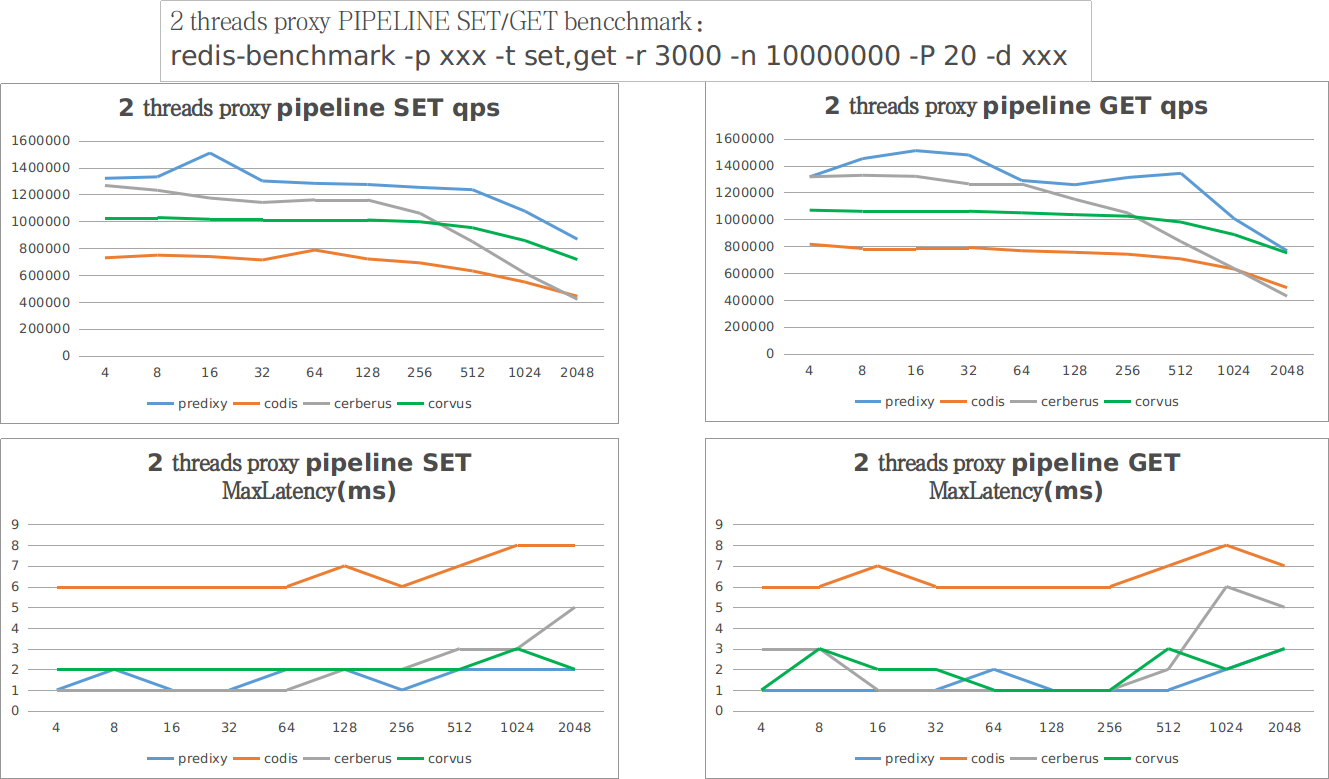 2 threads proxy PIPELINE SET/GET bencchmark：
redis-benchmark -p xxx -t set,get -r 3000 -n 10000000 -P 20 -d xxx
2 threads proxy pipeline SET qps
1600000
1400000
1200000
1000000
800000
600000
400000
200000
0
4 8 16 32 64 128 256 512 1024 2048
predixy codis cerberus corvus
2 threads proxy pipeline GET qps
1600000
1400000
1200000
1000000
800000
600000
400000
200000
0
4 8 16 32 64 128 256 512 1024 2048
predixy codis cerberus corvus
2 threads proxy pipeline SET
MaxLatency(ms)
9
8
7
6
5
4
3
2
1
0
4 8 16 32 64 128 256 512 1024 2048
predixy codis cerberus corvus
2 threads proxy pipeline GET
MaxLatency(ms)
9
8
7
6
5
4
3
2
1
0
4 8 16 32 64 128 256 512 1024 2048
predixy codis cerberus corvus